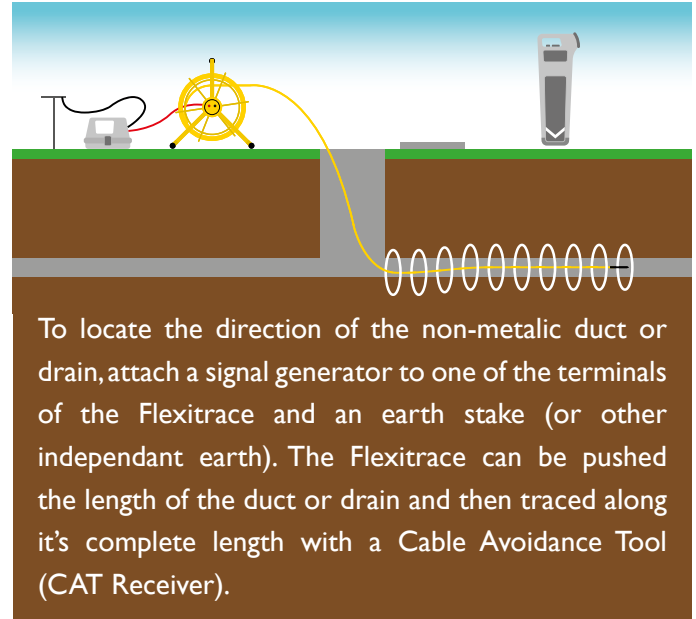 To locate the direction of the non-metalic duct or
drain, attach a signal generator to one of the terminals
of the Flexitrace and an earth stake (or other
independant earth). The Flexitrace can be pushed
the length of the duct or drain and then traced along
it’s complete length with a Cable Avoidance Tool
(CAT Receiver).